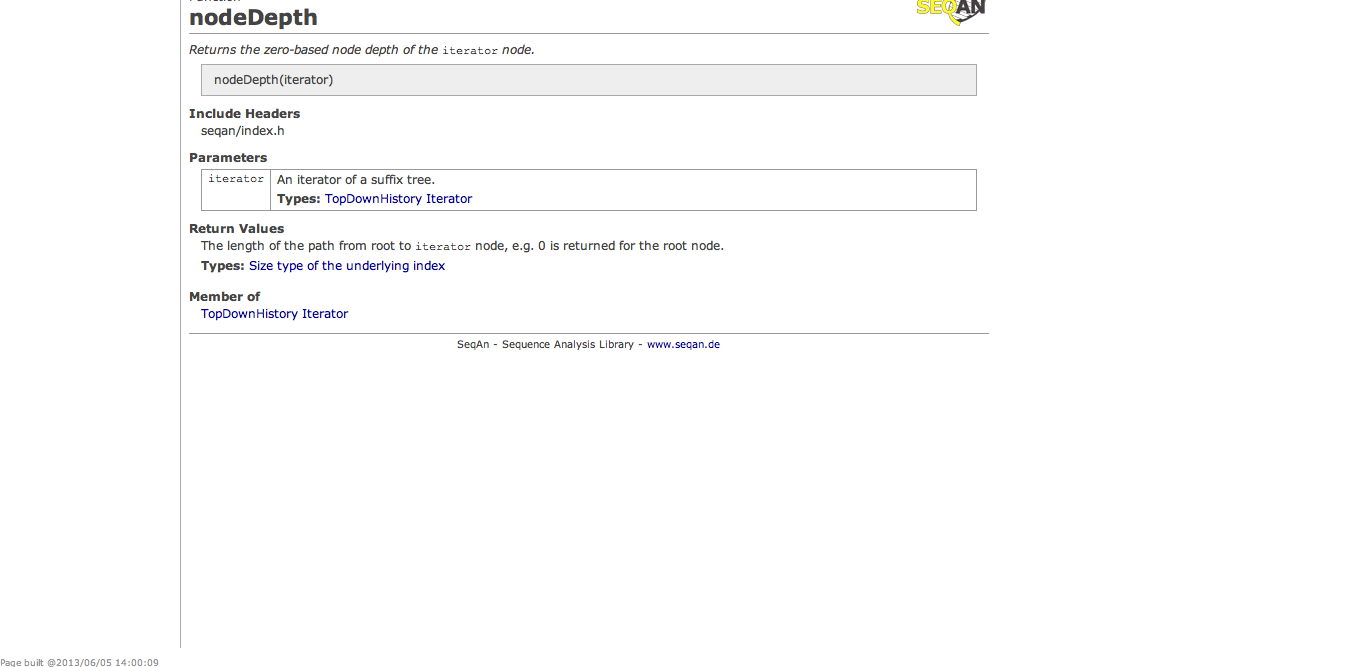 Function
nodeDepth
SEQAN
Returns the zero-based node depth of the iterator node.
nodeDepth(iterator)
Include Headers
seqan/index.h
Parameters
iterator An iterator of a suffix tree.
Types: TopDownHistory Iterator
Return Values
The length of the path from root to iterator node, e.g. 0 is returned for the root node.
Types: Size type of the underlying index
Member of
TopDownHistory Iterator
SeqAn - Sequence Analysis Library - www.seqan.de
Page built @2013/06/05 14:00:09